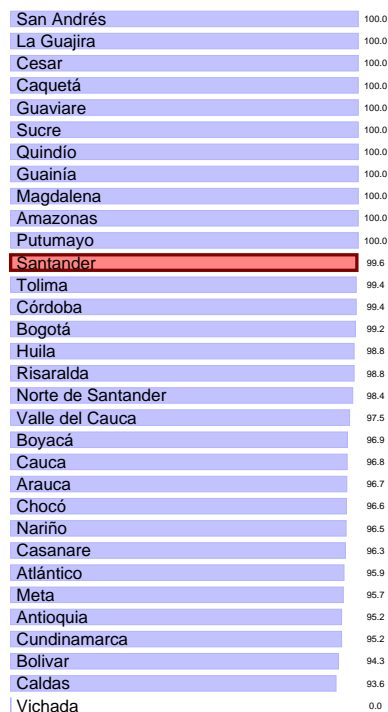 San Andrés 100.0
La Guajira 100.0
Cesar 100.0
Caquetá 100.0
Guaviare 100.0
Sucre 100.0
Quindío 100.0
Guainía 100.0
Magdalena 100.0
Amazonas 100.0
Putumayo 100.0
Santander 99.6
Tolima 99.4
Córdoba 99.4
Bogotá 99.2
Huila 98.8
Risaralda 98.8
Norte de Santander 98.4
Valle del Cauca 97.5
Boyacá 96.9
Cauca 96.8
Arauca 96.7
Chocó 96.6
Nariño 96.5
Casanare 96.3
Atlántico 95.9
Meta 95.7
Antioquia 95.2
Cundinamarca 95.2
Bolivar 94.3
Caldas 93.6
Vichada 0.0